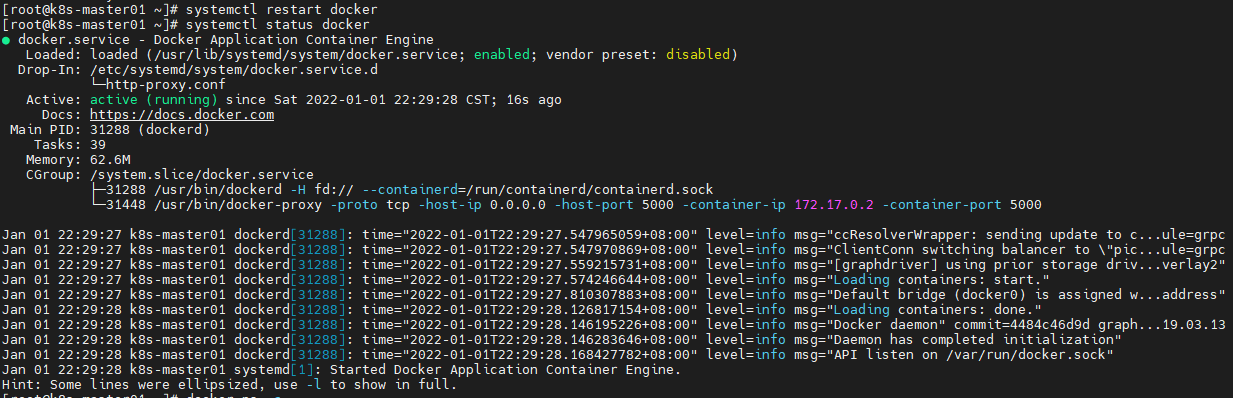 [root@k8s-master01 ~]# systemctl restart docker
[root@k8s-master01 ~]# systemctl status docker
● docker.service - Docker Application Container Engine
   Loaded: loaded (/usr/lib/systemd/system/docker.service; enabled; vendor preset: disabled)
  Drop-In: /etc/systemd/system/docker.service.d
           └─http-proxy.conf
   Active: active (running) since Sat 2022-01-01 22:29:28 CST; 16s ago
     Docs: https://docs.docker.com
 Main PID: 31288 (dockerd)
    Tasks: 39
   Memory: 62.6M
   CGroup: /system.slice/docker.service
           ├─31288 /usr/bin/dockerd -H fd:// --containerd=/run/containerd/containerd.sock
           └─31448 /usr/bin/docker-proxy -proto tcp -host-ip 0.0.0.0 -host-port 5000 -container-ip 172.17.0.2 -container-port 5000
Jan 01 22:29:27 k8s-master01 dockerd[31288]: time="2022-01-01T22:29:27.547965059+08:00" level=info msg="ccResolverWrapper: sending update to c...ule=grpc
Jan 01 22:29:27 k8s-master01 dockerd[31288]: time="2022-01-01T22:29:27.547970869+08:00" level=info msg="ClientConn switching balancer to \"pic...ule=grpc
Jan 01 22:29:27 k8s-master01 dockerd[31288]: time="2022-01-01T22:29:27.559215731+08:00" level=info msg="[graphdriver] using prior storage driv...verlay2"
Jan 01 22:29:27 k8s-master01 dockerd[31288]: time="2022-01-01T22:29:27.574246644+08:00" level=info msg="Loading containers: start."
Jan 01 22:29:27 k8s-master01 dockerd[31288]: time="2022-01-01T22:29:27.810307883+08:00" level=info msg="Default bridge (docker0) is assigned w...address"
Jan 01 22:29:28 k8s-master01 dockerd[31288]: time="2022-01-01T22:29:28.126817154+08:00" level=info msg="Loading containers: done."
Jan 01 22:29:28 k8s-master01 dockerd[31288]: time="2022-01-01T22:29:28.146195226+08:00" level=info msg="Docker daemon" commit=4484c46d9d graph...19.03.13
Jan 01 22:29:28 k8s-master01 dockerd[31288]: time="2022-01-01T22:29:28.146283646+08:00" level=info msg="Daemon has completed initialization"
Jan 01 22:29:28 k8s-master01 dockerd[31288]: time="2022-01-01T22:29:28.168427782+08:00" level=info msg="API listen on /var/run/docker.sock"
Jan 01 22:29:28 k8s-master01 systemd[1]: Started Docker Application Container Engine.
Hint: Some lines were ellipsized, use -l to show in full.
[root@k8s-master01 ~]#